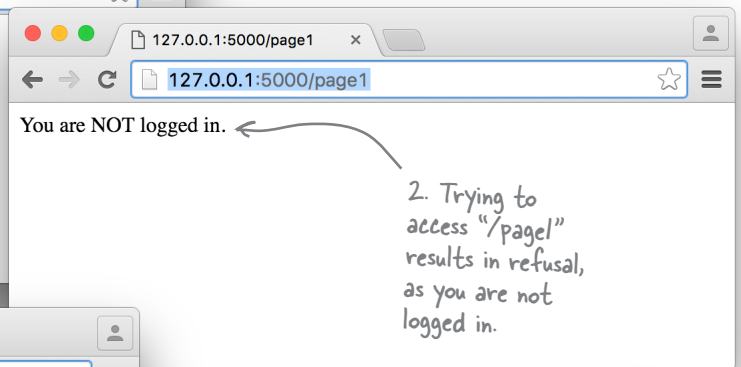 127.0.0.1:5000/page1
127.0.0.1:5000/page1
You are NOT logged in.
2. Trying to
access "/page1"
results in refusal,
as you are not
logged in.